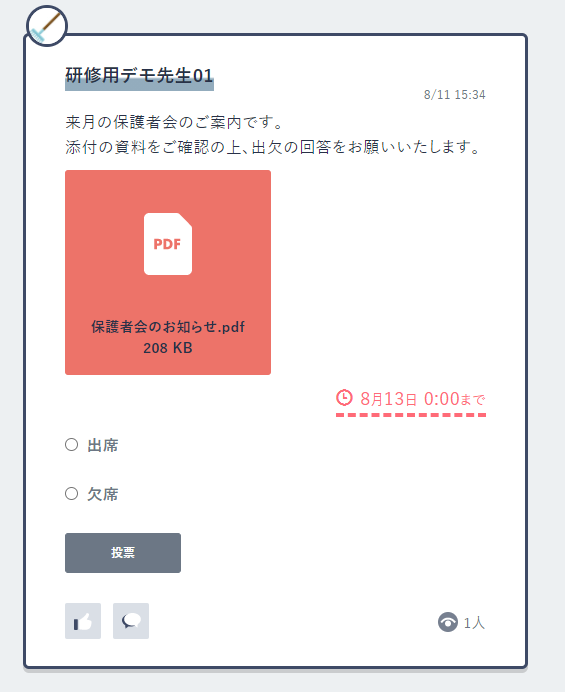 研修用デモ先生01
8/11 15:34
来月の保護者会のご案内です。
添付の資料をご確認の上、出欠の回答をお願いいたします。
PDF
保護者会のお知らせ.pdf
208 KB
8月13日 0:00まで
出席
欠席
投票
1人